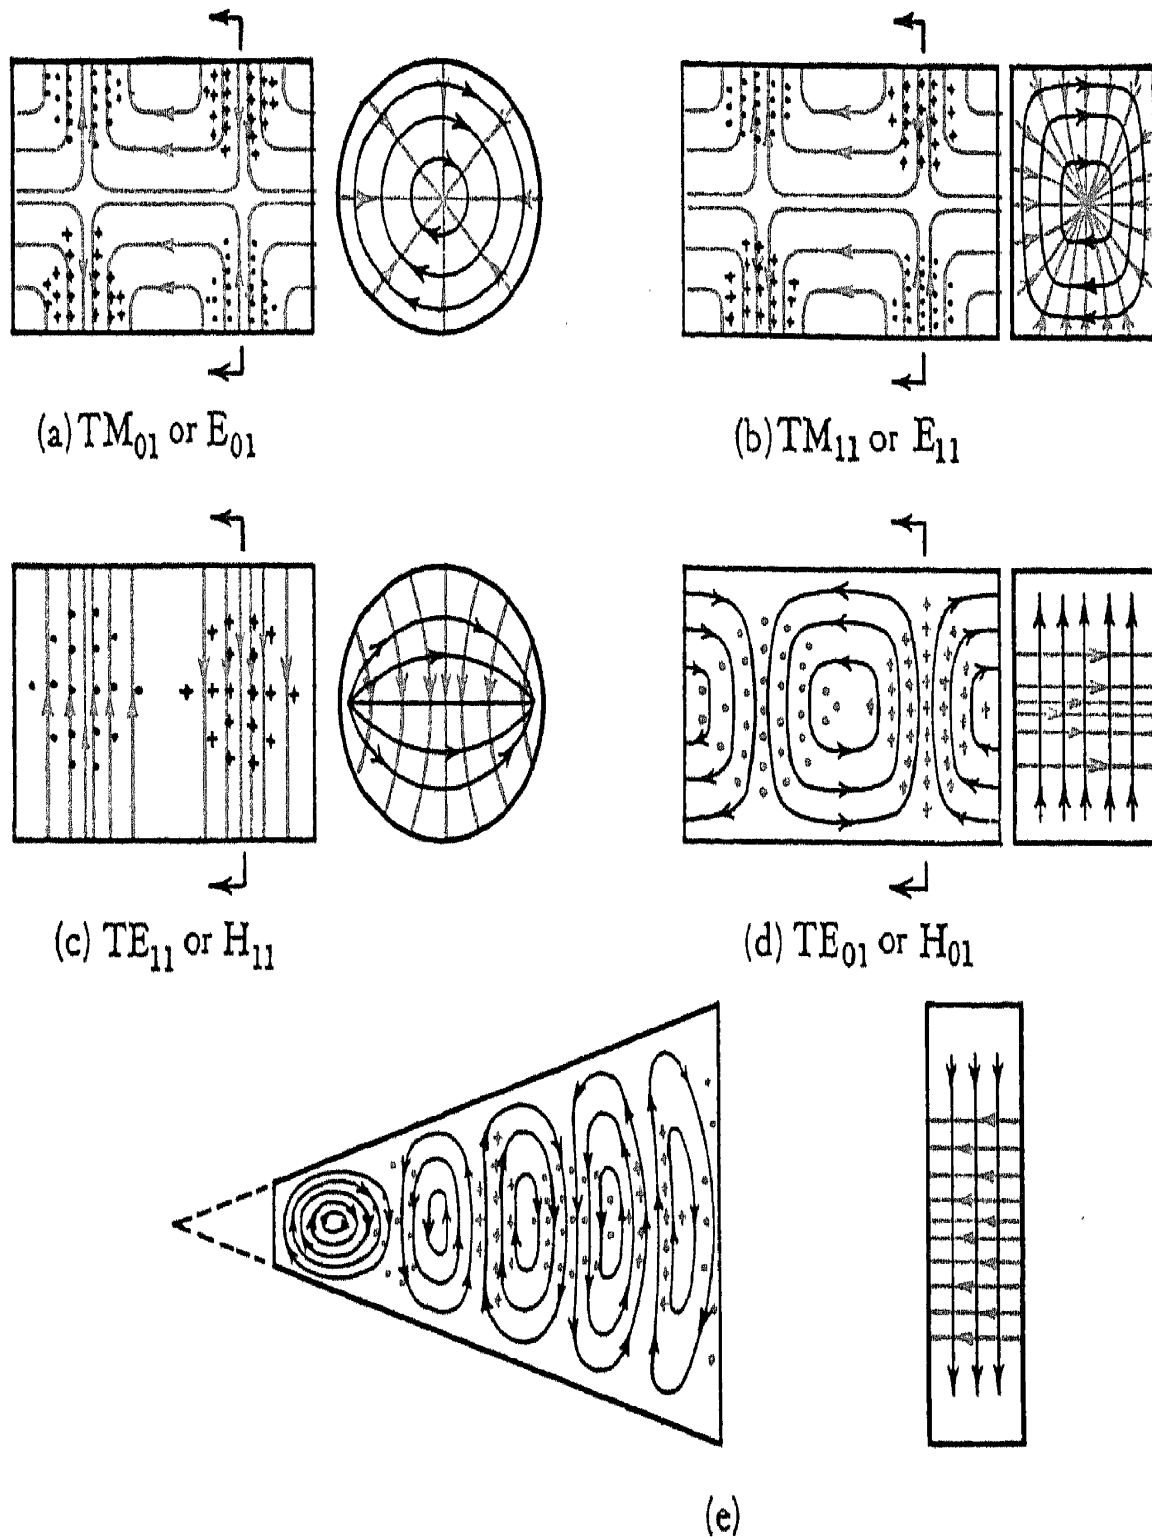 (a) TM₀₁ or E₀₁
(b) TM₁₁ or E₁₁
(c) TE₁₁ or H₁₁
(d) TE₀₁ or H₀₁
(e)